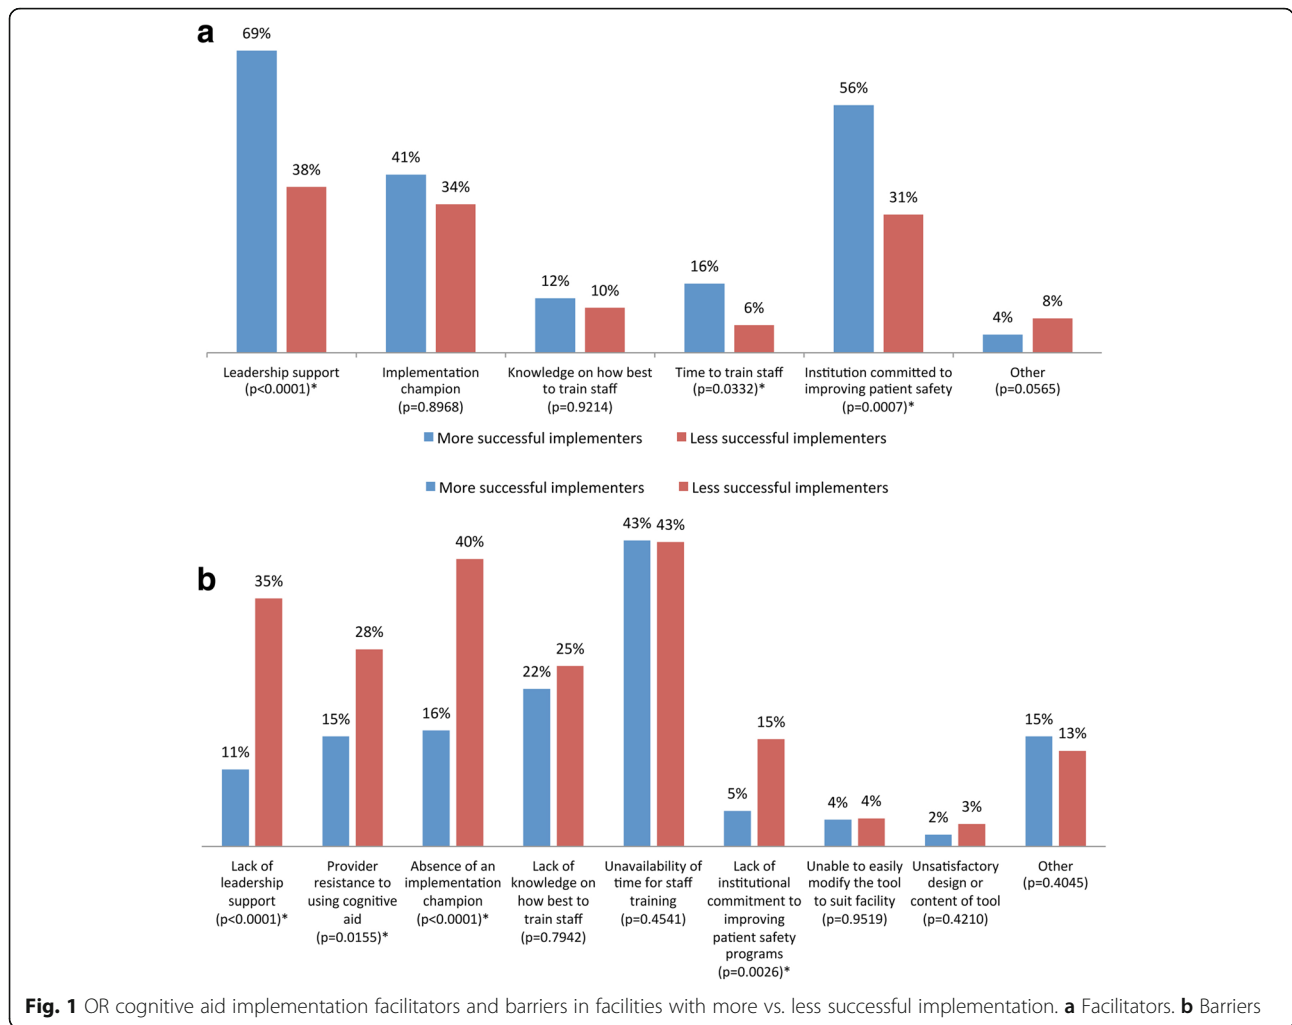 a
69%
38%
41%
34%
12%
10%
16%
6%
56%
31%
4%
8%
Leadership support
(p<0.0001)*
Implementation
champion
(p=0.8968)
Knowledge on how best
to train staff
(p=0.9214)
Time to train staff
(p=0.0332)*
Institution committed to
improving patient safety
(p=0.0007)*
Other
(p=0.0565)
More successful implementers
Less successful implementers
More successful implementers
Less successful implementers
b
11%
35%
15%
28%
16%
40%
22%
25%
43%
43%
5%
15%
4%
4%
2%
3%
15%
13%
Lack of
leadership
support
(p<0.0001)*
Provider
resistance to
using cognitive
aid
(p=0.0155)*
Absence of an
implementation
champion
(p<0.0001)*
Lack of
knowledge on
how best to
train staff
(p=0.7942)
Unavailability of
time for staff
training
(p=0.4541)
Lack of
institutional
commitment to
improving
patient safety
programs
(p=0.0026)*
Unable to easily
modify the tool
to suit facility
(p=0.9519)
Unsatisfactory
design or
content of tool
(p=0.4210)
Other
(p=0.4045)
Fig. 1 OR cognitive aid implementation facilitators and barriers in facilities with more vs. less successful implementation. a Facilitators. b Barriers